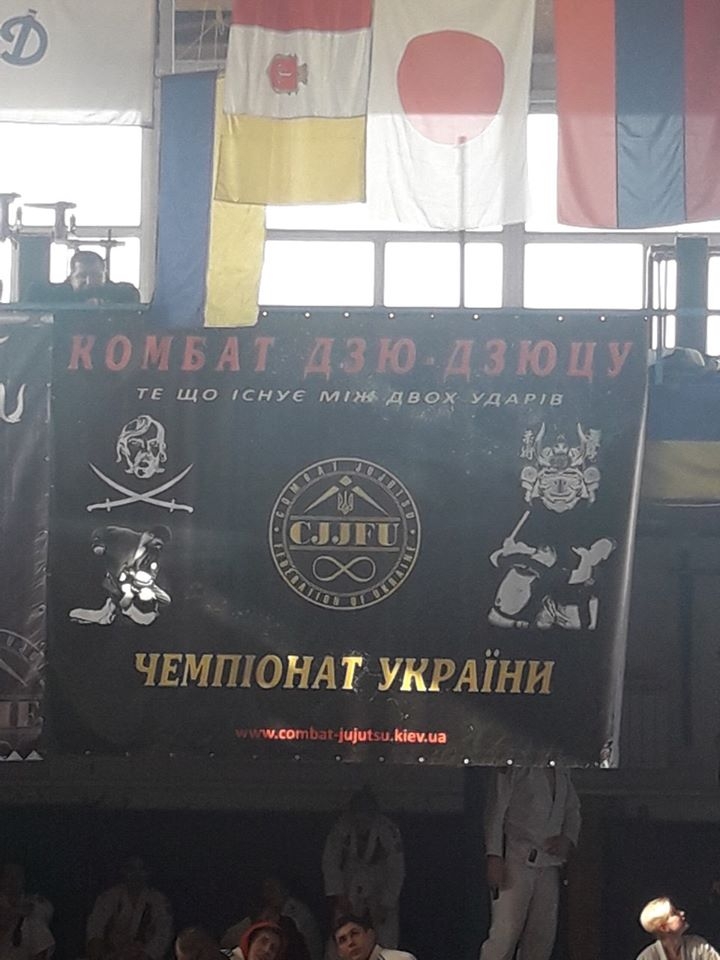 Д
КОМБАТ ДЗЮ-ДЗЮЦУ
ТЕ ЩО ІСНУЄ МІЖ ДВОХ УДАРІВ
COMBAT JUJUTSU
CJJFU
FEDERATION OF UKRAINE
ЧЕМПІОНАТ УКРАЇНИ
www.combat-jujutsu.kiev.ua